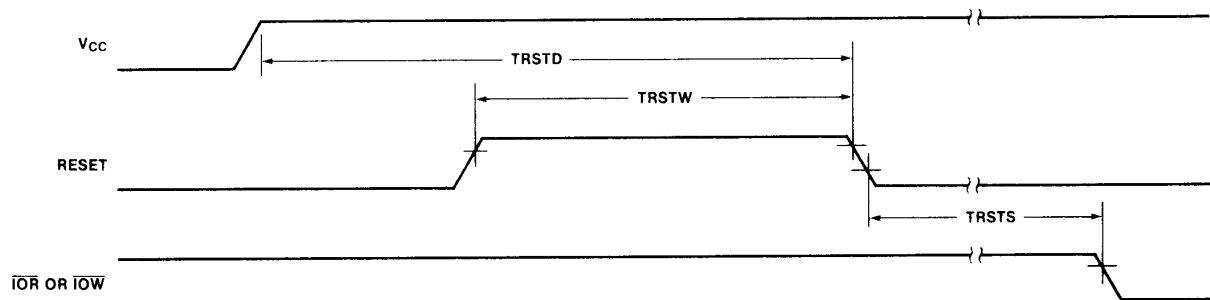 VCC
TRSTD
TRSTW
RESET
TRSTS
IOR OR IOW